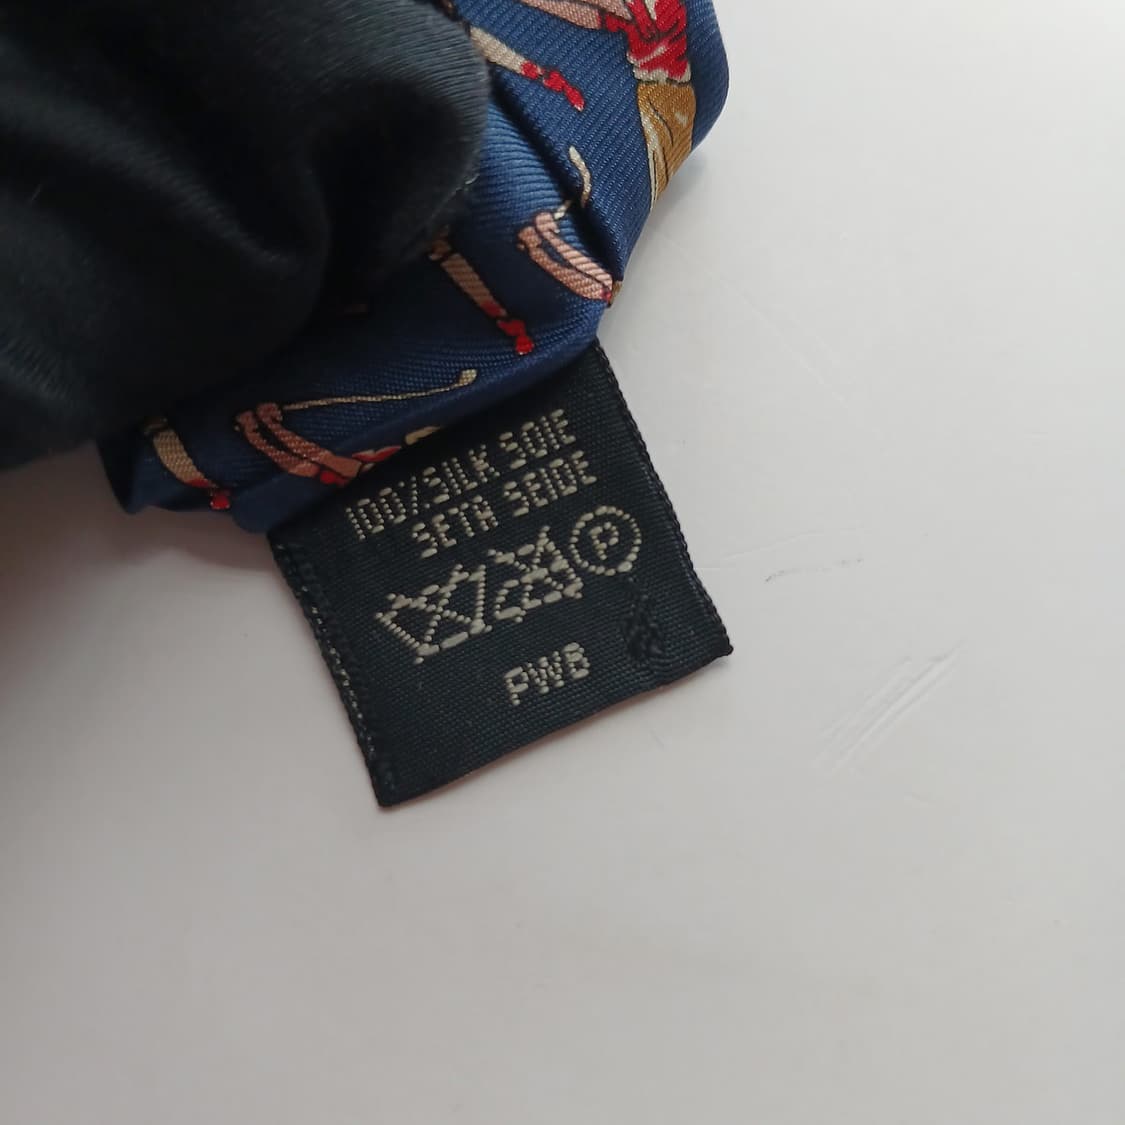 100% SILK SOIE
SETA SEIDE
P
PWB